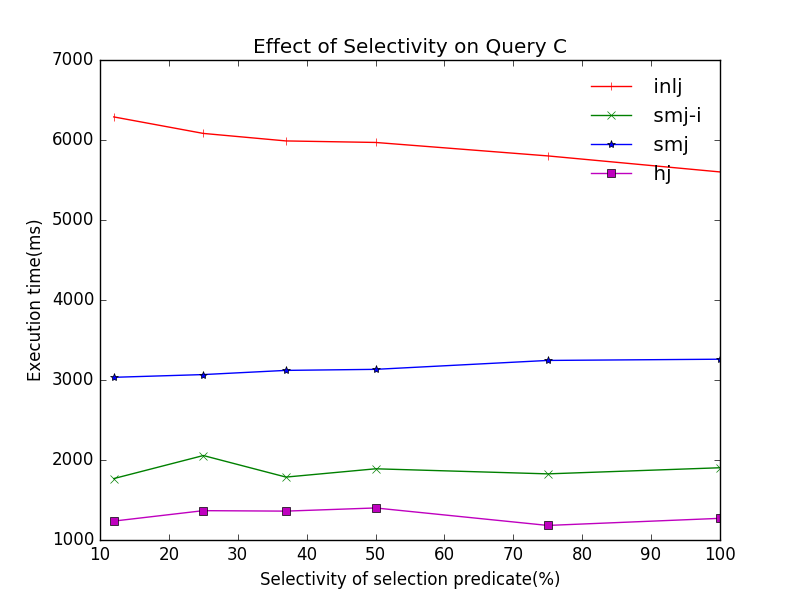 Effect of Selectivity on Query C
7000
6000
5000
4000
3000
2000
1000
Execution time(ms)
inlj
smj-i
smj
hj
10 20 30 40 50 60 70 80 90 100
Selectivity of selection predicate(%)